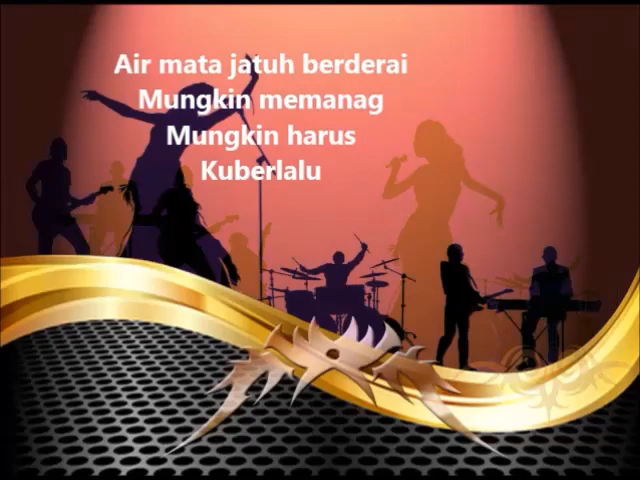 Air mata jatuh berderai
Mungkin memanag
Mungkin harus
Kuberlalu